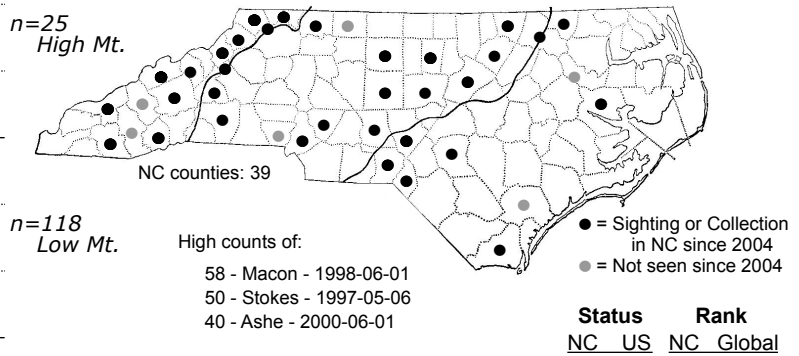 n=25
High Mt.
NC counties: 39
n=118
Low Mt.
High counts of:
58 - Macon - 1998-06-01
50 - Stokes - 1997-05-06
40 - Ashe - 2000-06-01
= Sighting or Collection
in NC since 2004
= Not seen since 2004
Status Rank
NC US NC Global